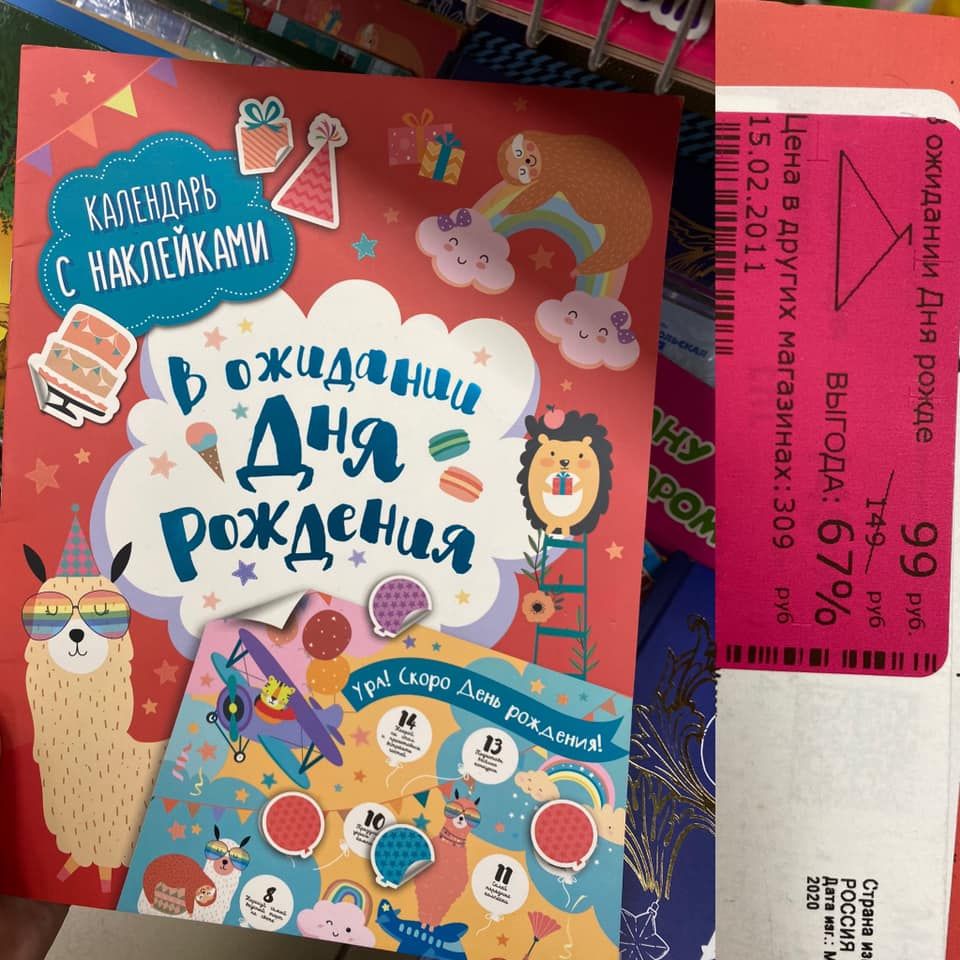 КАЛЕНДАРЬ
С НАКЛЕЙКАМИ
В ожидании
Дня
Рождения
Ура! Скоро День рождения!
14
13
10
8
11
В ожидании Дня рожде
99 руб.
149 руб
ВЫГОДА: 67%
Цена в других магазинах: 309 руб
15.02.2011
Страна из
РОССИЯ
Дата изг.: М
2020